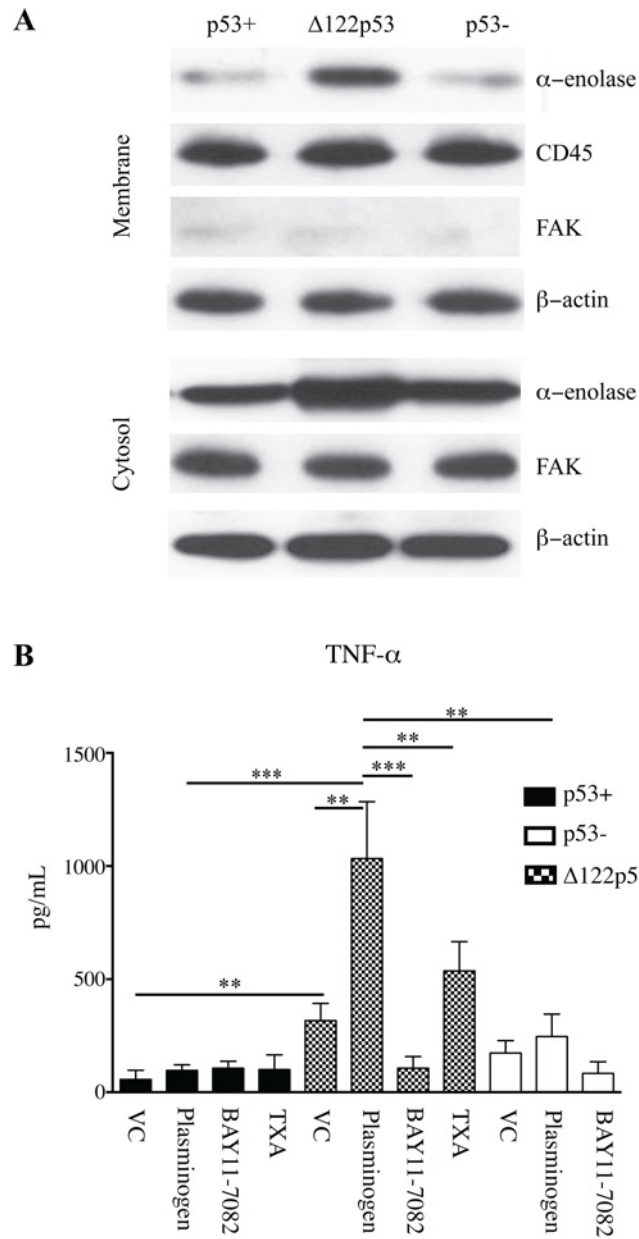 A
p53+ Δ122p53 p53-
Membrane
α-enolase
CD45
FAK
β-actin
Cytosol
α-enolase
FAK
β-actin
B
TNF-α
pg/mL
1500
1000
500
0
**
***
**
**
***
**
p53+
p53-
Δ122p5
VC Plasminogen BAY11-7082 TXA VC Plasminogen BAY11-7082 TXA VC Plasminogen BAY11-7082